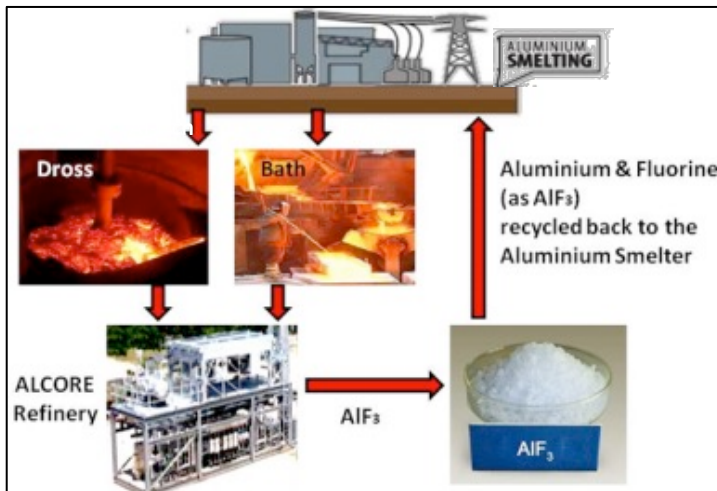 ALUMINIUM
SMELTING
Dross
Bath
Aluminium & Fluorine
(as AlF₃)
recycled back to the
Aluminium Smelter
ALCORE
Refinery
AlF₃
AlF₃